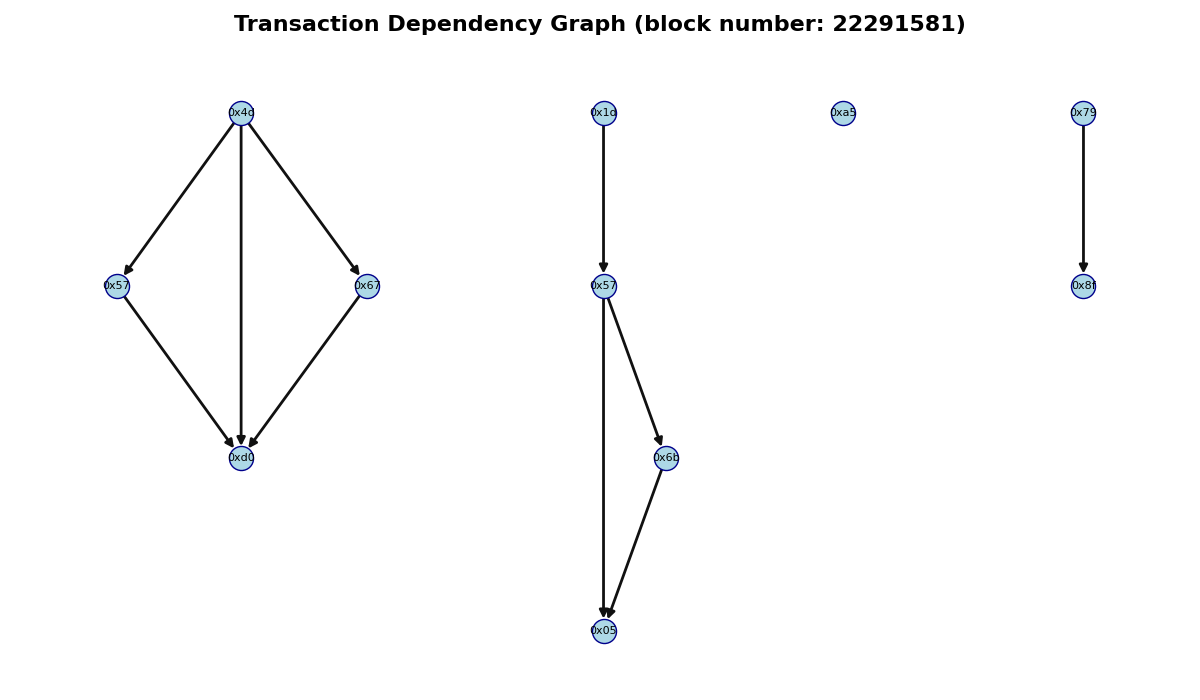 Transaction Dependency Graph (block number: 22291581)
0x4d 0x1d 0xa5 0x79
0x57 0x67 0x57 0x8f
0xd0 0x6b
0x05